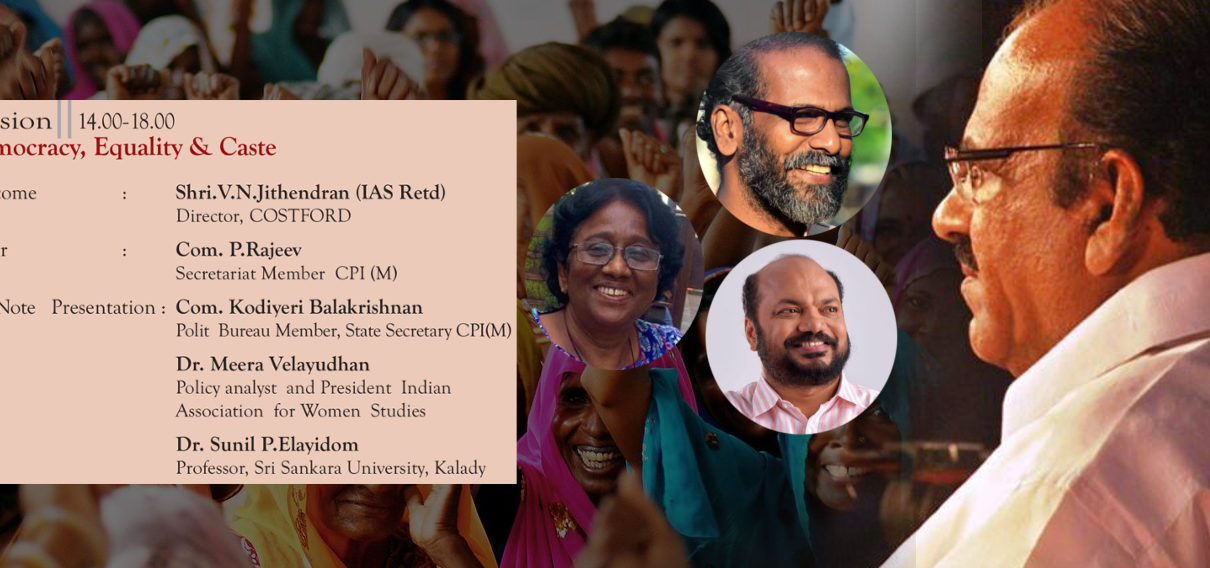 sion || 14.00-18.00
mocracy, Equality & Caste
come : Shri.V.N.Jithendran (IAS Retd)
Director, COSTFORD
r : Com. P.Rajeev
Secretariat Member CPI (M)
Note Presentation : Com. Kodiyeri Balakrishnan
Polit Bureau Member, State Secretary CPI(M)
Dr. Meera Velayudhan
Policy analyst and President Indian
Association for Women Studies
Dr. Sunil P.Elayidom
Professor, Sri Sankara University, Kalady